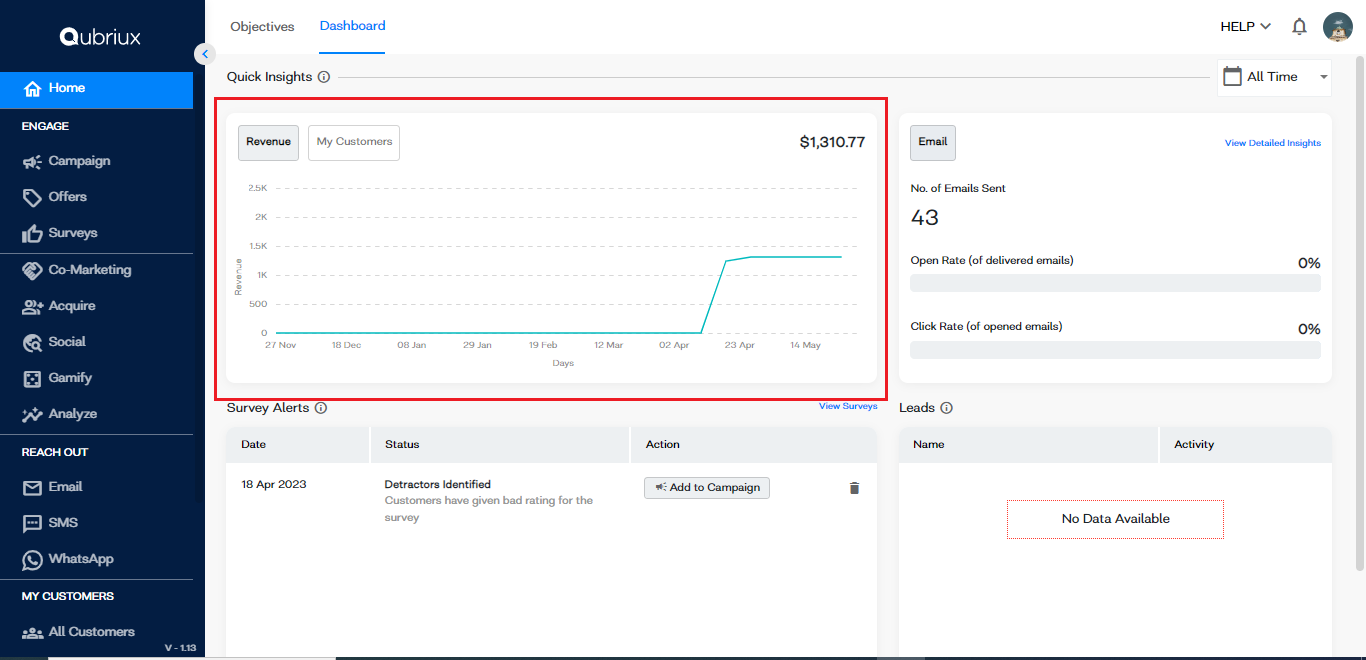 Qubriux
Home
ENGAGE
Campaign
Offers
Surveys
Co-Marketing
Acquire
Social
Gamify
Analyze
REACH OUT
Email
SMS
WhatsApp
MY CUSTOMERS
All Customers
V - 1.13
Objectives Dashboard
HELP
Quick Insights
All Time
Revenue My Customers $1,310.77
2.5K
2K
1.5K
1K
500
0
Revenue
27 Nov 18 Dec 08 Jan 29 Jan 19 Feb 12 Mar 02 Apr 23 Apr 14 May
Days
Email View Detailed Insights
No. of Emails Sent
43
Open Rate (of delivered emails) 0%
Click Rate (of opened emails) 0%
Survey Alerts View Surveys
Date Status Action
18 Apr 2023 Detractors Identified Add to Campaign
Customers have given bad rating for the
survey
Leads
Name Activity
No Data Available